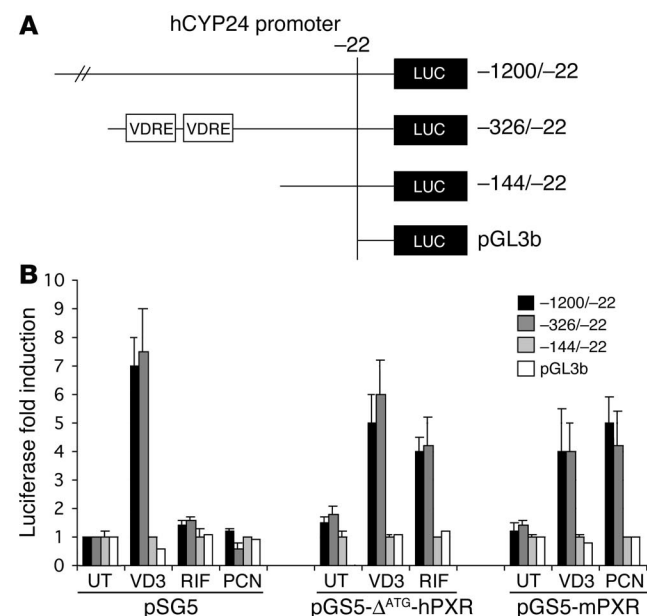 A
hCYP24 promoter
–22
LUC –1200/–22
VDRE VDRE LUC –326/–22
LUC –144/–22
LUC pGL3b
B
Luciferase fold induction
10
9
8
7
6
5
4
3
2
1
0
–1200/–22
–326/–22
–144/–22
pGL3b
UT VD3 RIF PCN UT VD3 RIF UT VD3 PCN
pSG5 pGS5-ΔATG-hPXR pGS5-mPXR